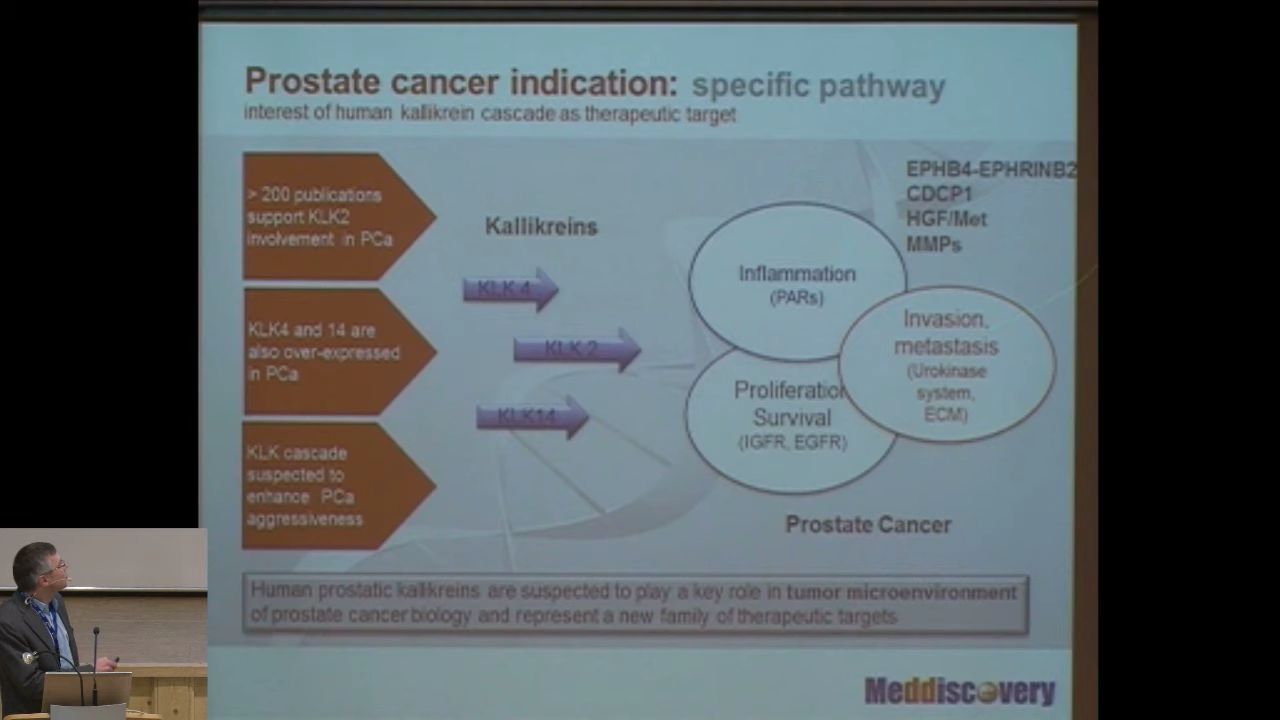 Prostate cancer indication: specific pathway
interest of human kallikrein cascade as therapeutic target
> 200 publications
support KLK2
involvement in PCa
KLK4 and 14 are
also over-expressed
in PCa
KLK cascade
suspected to
enhance PCa
aggressiveness
Kallikreins
KLK 4
KLK 2
KLK14
EPHB4-EPHRINB2
CDCP1
HGF/Met
MMPs
Inflammation
(PARs)
Proliferation
Survival
(IGFR, EGFR)
Invasion,
metastasis
(Urokinase
system,
ECM)
Prostate Cancer
Human prostatic kallikreins are suspected to play a key role in tumor microenvironment
of prostate cancer biology and represent a new family of therapeutic targets
Meddiscovery